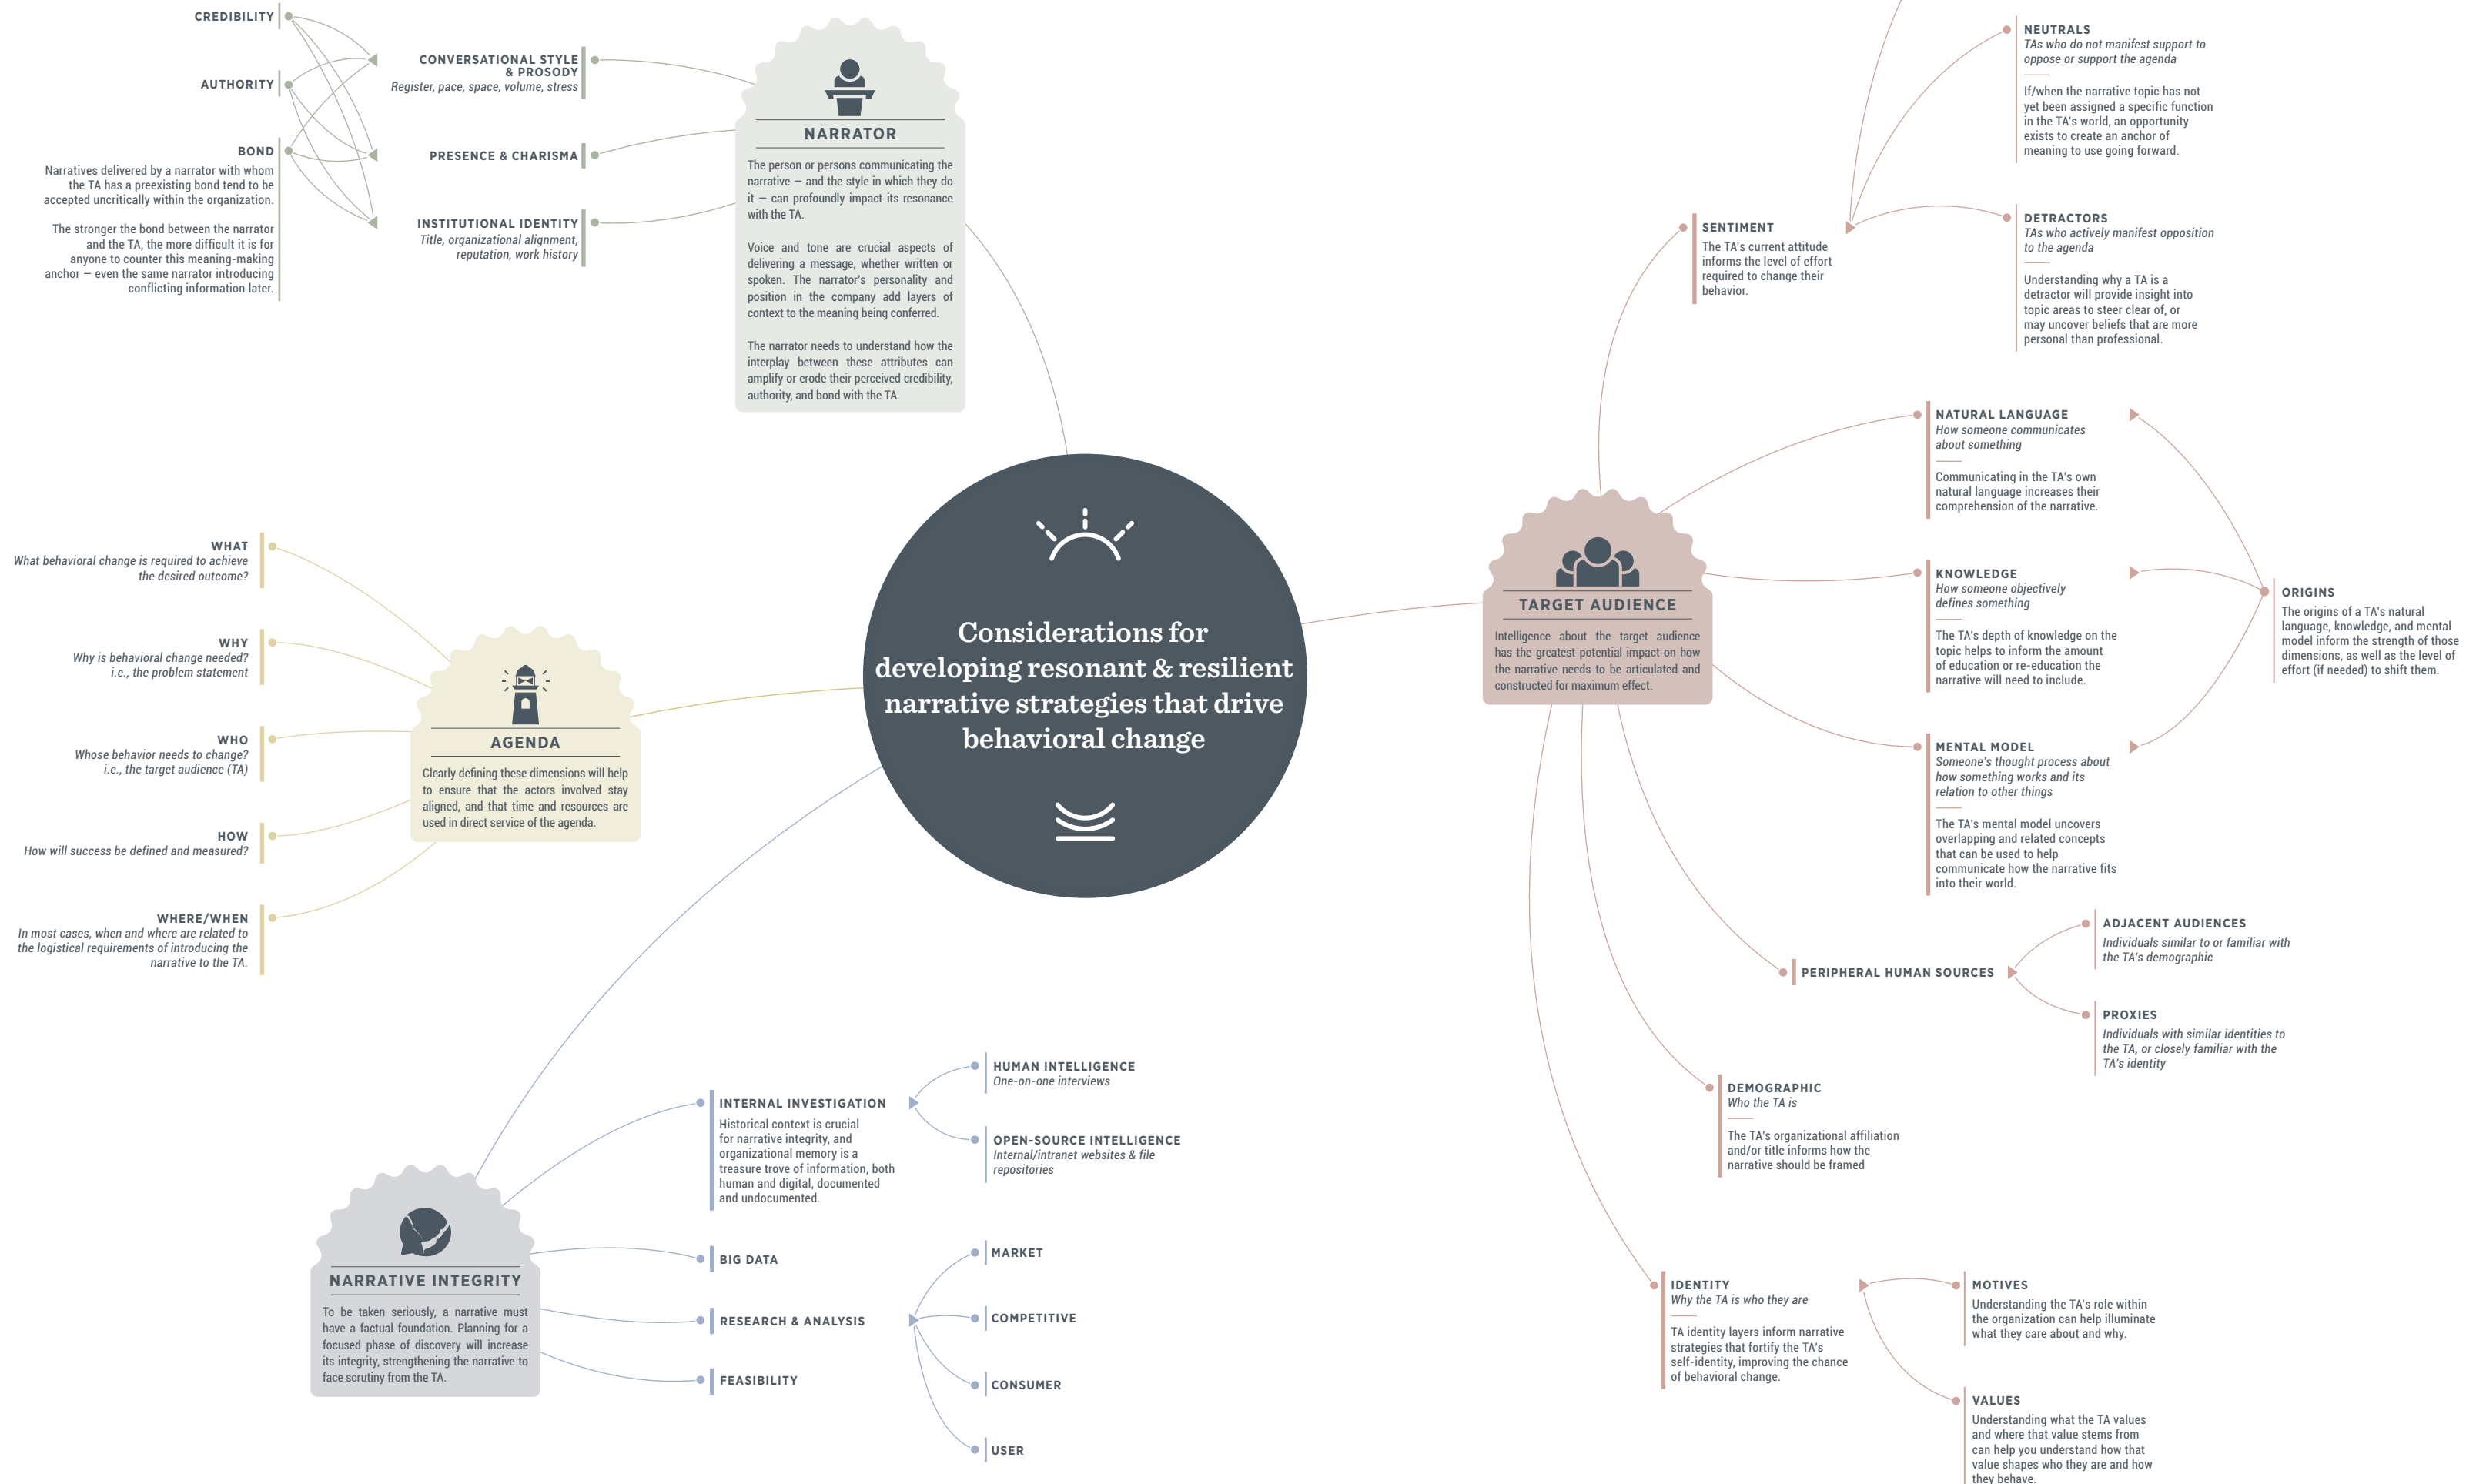 CREDIBILITY
AUTHORITY
BOND
Narratives delivered by a narrator with whom
the TA has a preexisting bond tend to be
accepted uncritically within the organization.
The stronger the bond between the narrator
and the TA, the more difficult it is for
anyone to counter this meaning-making
anchor — even the same narrator introducing
conflicting information later.
CONVERSATIONAL STYLE
& PROSODY
Register, pace, space, volume, stress
PRESENCE & CHARISMA
INSTITUTIONAL IDENTITY
Title, organizational alignment,
reputation, work history
NARRATOR
The person or persons communicating the
narrative — and the style in which they do
it — can profoundly impact its resonance
with the TA.
Voice and tone are crucial aspects of
delivering a message, whether written or
spoken. The narrator's personality and
position in the company add layers of
context to the meaning being conferred.
The narrator needs to understand how the
interplay between these attributes can
amplify or erode their perceived credibility,
authority, and bond with the TA.
WHAT
What behavioral change is required to achieve
the desired outcome?
WHY
Why is behavioral change needed?
i.e., the problem statement
WHO
Whose behavior needs to change?
i.e., the target audience (TA)
HOW
How will success be defined and measured?
WHERE/WHEN
In most cases, when and where are related to
the logistical requirements of introducing the
narrative to the TA.
AGENDA
Clearly defining these dimensions will help
to ensure that the actors involved stay
aligned, and that time and resources are
used in direct service of the agenda.
Considerations for
developing resonant & resilient
narrative strategies that drive
behavioral change
NARRATIVE INTEGRITY
To be taken seriously, a narrative must
have a factual foundation. Planning for a
focused phase of discovery will increase
its integrity, strengthening the narrative to
face scrutiny from the TA.
INTERNAL INVESTIGATION
Historical context is crucial
for narrative integrity, and
organizational memory is a
treasure trove of information, both
human and digital, documented
and undocumented.
HUMAN INTELLIGENCE
One-on-one interviews
OPEN-SOURCE INTELLIGENCE
Internal/intranet websites & file
repositories
BIG DATA
RESEARCH & ANALYSIS
FEASIBILITY
MARKET
COMPETITIVE
CONSUMER
USER
TARGET AUDIENCE
Intelligence about the target audience
has the greatest potential impact on how
the narrative needs to be articulated and
constructed for maximum effect.
SENTIMENT
The TA's current attitude
informs the level of effort
required to change their
behavior.
NEUTRALS
TAs who do not manifest support to
oppose or support the agenda
If/when the narrative topic has not
yet been assigned a specific function
in the TA's world, an opportunity
exists to create an anchor of
meaning to use going forward.
DETRACTORS
TAs who actively manifest opposition
to the agenda
Understanding why a TA is a
detractor will provide insight into
topic areas to steer clear of, or
may uncover beliefs that are more
personal than professional.
NATURAL LANGUAGE
How someone communicates
about something
Communicating in the TA's own
natural language increases their
comprehension of the narrative.
KNOWLEDGE
How someone objectively
defines something
The TA's depth of knowledge on the
topic helps to inform the amount
of education or re-education the
narrative will need to include.
MENTAL MODEL
Someone's thought process about
how something works and its
relation to other things
The TA's mental model uncovers
overlapping and related concepts
that can be used to help
communicate how the narrative fits
into their world.
ORIGINS
The origins of a TA's natural
language, knowledge, and mental
model inform the strength of those
dimensions, as well as the level of
effort (if needed) to shift them.
PERIPHERAL HUMAN SOURCES
ADJACENT AUDIENCES
Individuals similar to or familiar with
the TA's demographic
PROXIES
Individuals with similar identities to
the TA, or closely familiar with the
TA's identity
DEMOGRAPHIC
Who the TA is
The TA's organizational affiliation
and/or title informs how the
narrative should be framed
IDENTITY
Why the TA is who they are
TA identity layers inform narrative
strategies that fortify the TA's
self-identity, improving the chance
of behavioral change.
MOTIVES
Understanding the TA's role within
the organization can help illuminate
what they care about and why.
VALUES
Understanding what the TA values
and where that value stems from
can help you understand how that
value shapes who they are and how
they behave.